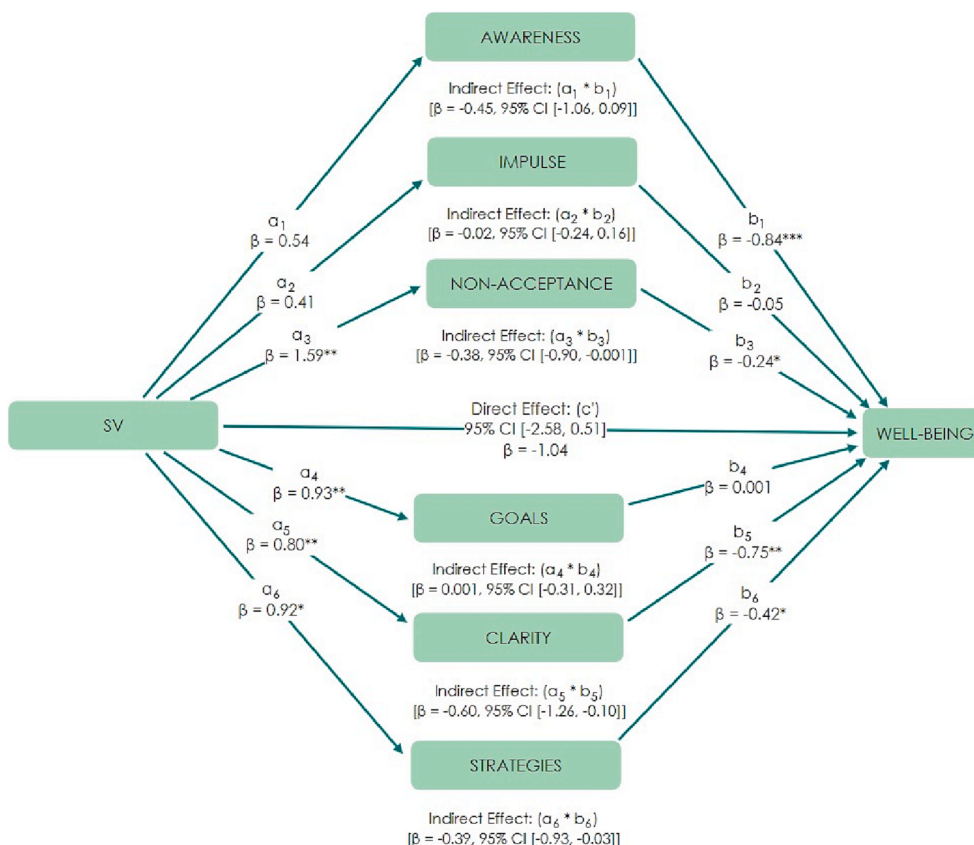 AWARENESS
Indirect Effect: (a1 * b1)
[β = -0.45, 95% CI [-1.06, 0.09]]
IMPULSE
Indirect Effect: (a2 * b2)
[β = -0.02, 95% CI [-0.24, 0.16]]
a1
β = 0.54
b1
β = -0.84***
a2
β = 0.41
NON-ACCEPTANCE
b2
β = -0.05
a3
β = 1.59**
Indirect Effect: (a3 * b3)
[β = -0.38, 95% CI [-0.90, -0.001]]
b3
β = -0.24*
SV
Direct Effect: (c')
95% CI [-2.58, 0.51]
β = -1.04
WELL-BEING
a4
β = 0.93**
b4
β = 0.001
GOALS
a5
β = 0.80**
b5
β = -0.75**
Indirect Effect: (a4 * b4)
[β = 0.001, 95% CI [-0.31, 0.32]]
a6
β = 0.92*
b6
β = -0.42*
CLARITY
Indirect Effect: (a5 * b5)
[β = -0.60, 95% CI [-1.26, -0.10]]
STRATEGIES
Indirect Effect: (a6 * b6)
[β = -0.39, 95% CI [-0.93, -0.03]]